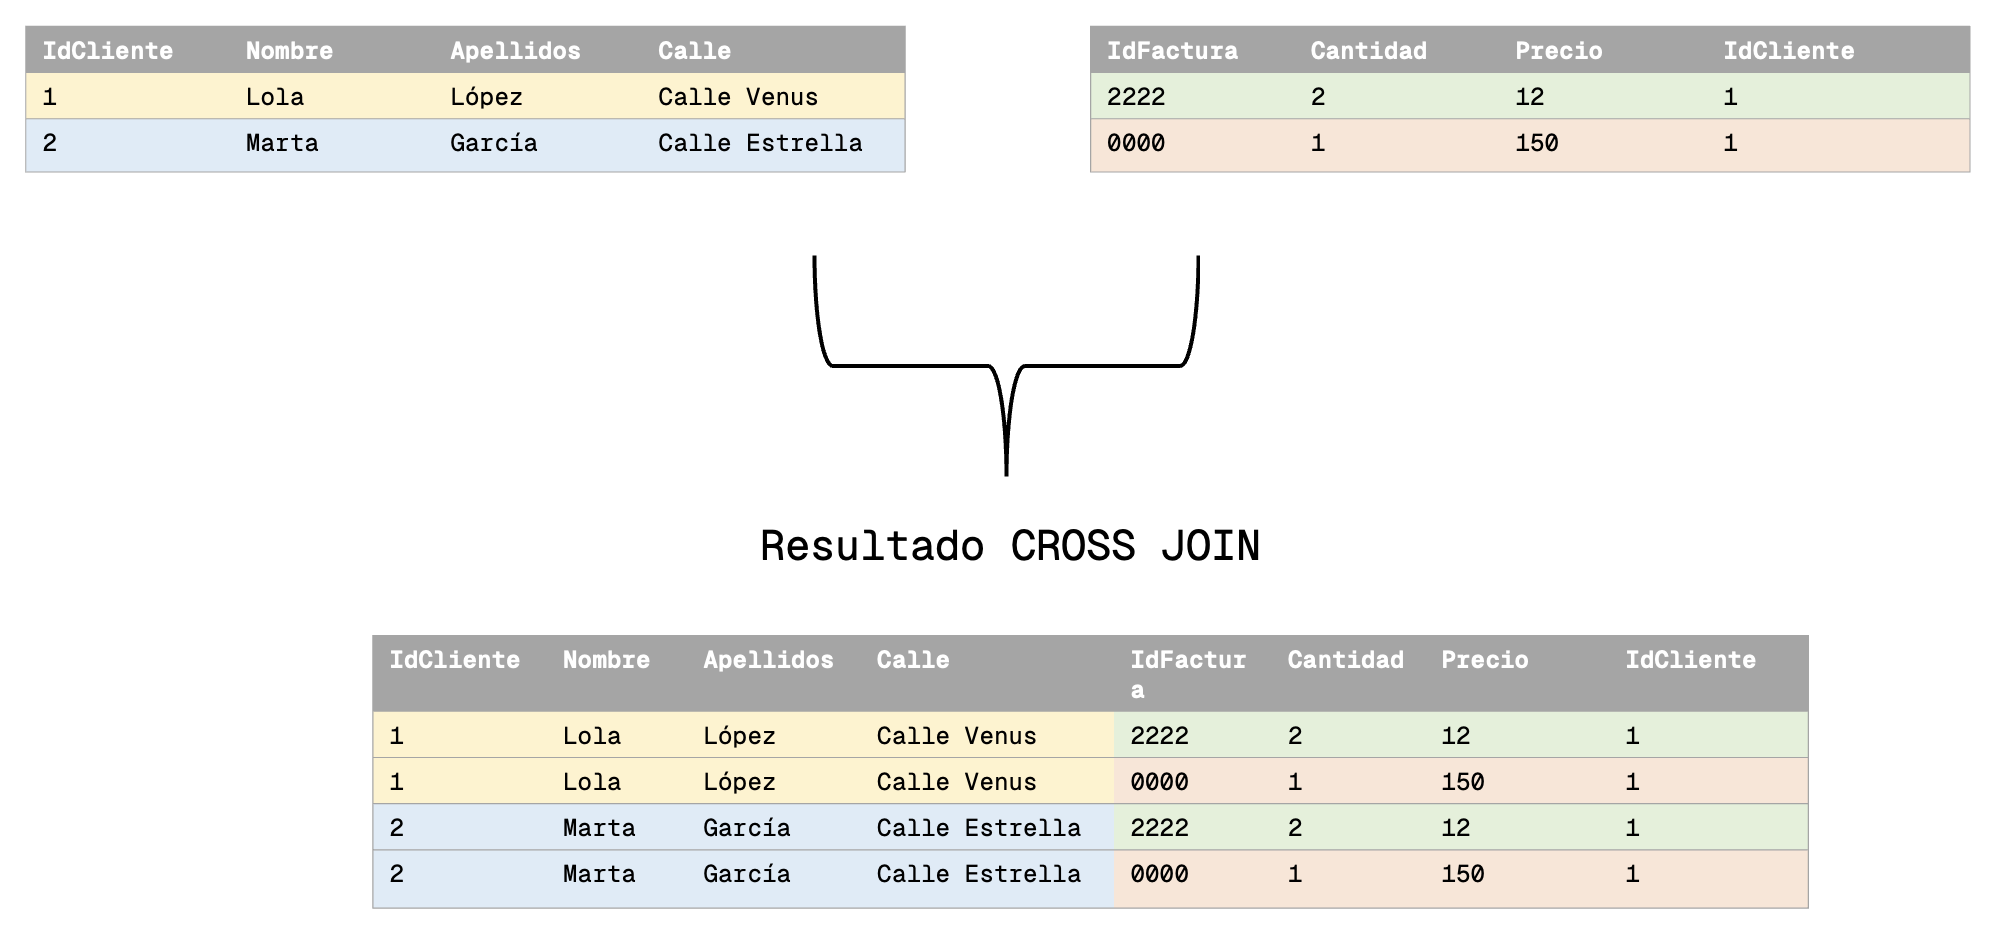 IdCliente Nombre Apellidos Calle
1 Lola López Calle Venus
2 Marta García Calle Estrella
IdFactura Cantidad Precio IdCliente
2222 2 12 1
0000 1 150 1
Resultado CROSS JOIN
IdCliente Nombre Apellidos Calle IdFactur Cantidad Precio IdCliente
a
1 Lola López Calle Venus 2222 2 12 1
1 Lola López Calle Venus 0000 1 150 1
2 Marta García Calle Estrella 2222 2 12 1
2 Marta García Calle Estrella 0000 1 150 1